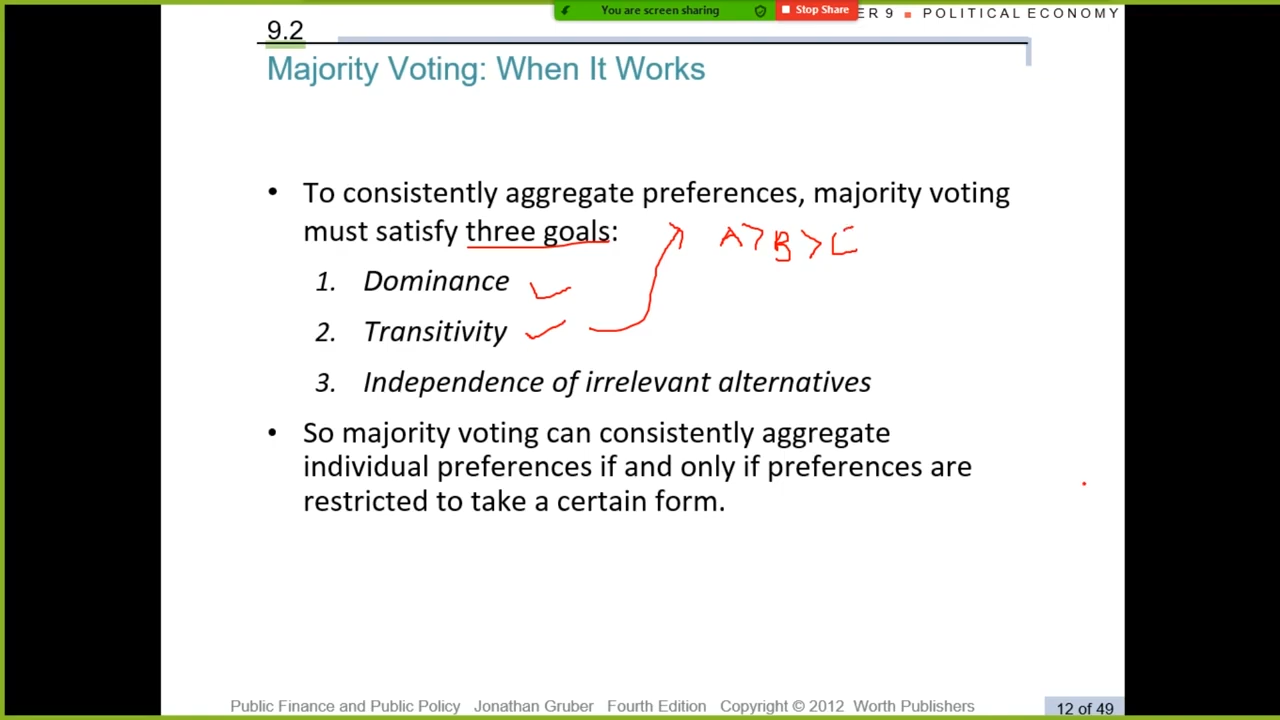 You are screen sharing
Stop Share
ER 9 ▪ POLITICAL ECONOMY
9.2
Majority Voting: When It Works
• To consistently aggregate preferences, majority voting
must satisfy three goals:
A > B > C
1. Dominance
2. Transitivity
3. Independence of irrelevant alternatives
• So majority voting can consistently aggregate
individual preferences if and only if preferences are
restricted to take a certain form.
Public Finance and Public Policy Jonathan Gruber Fourth Edition Copyright © 2012 Worth Publishers
12 of 49